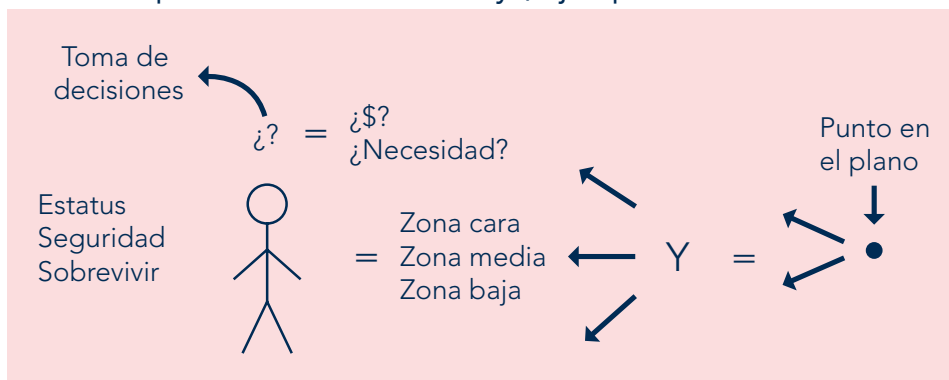 Toma de
decisiones
¿? = ¿$?
¿Necesidad?
Punto en
el plano
Estatus
Seguridad
Sobrevivir
= Zona cara
Zona media
Zona baja
Y =